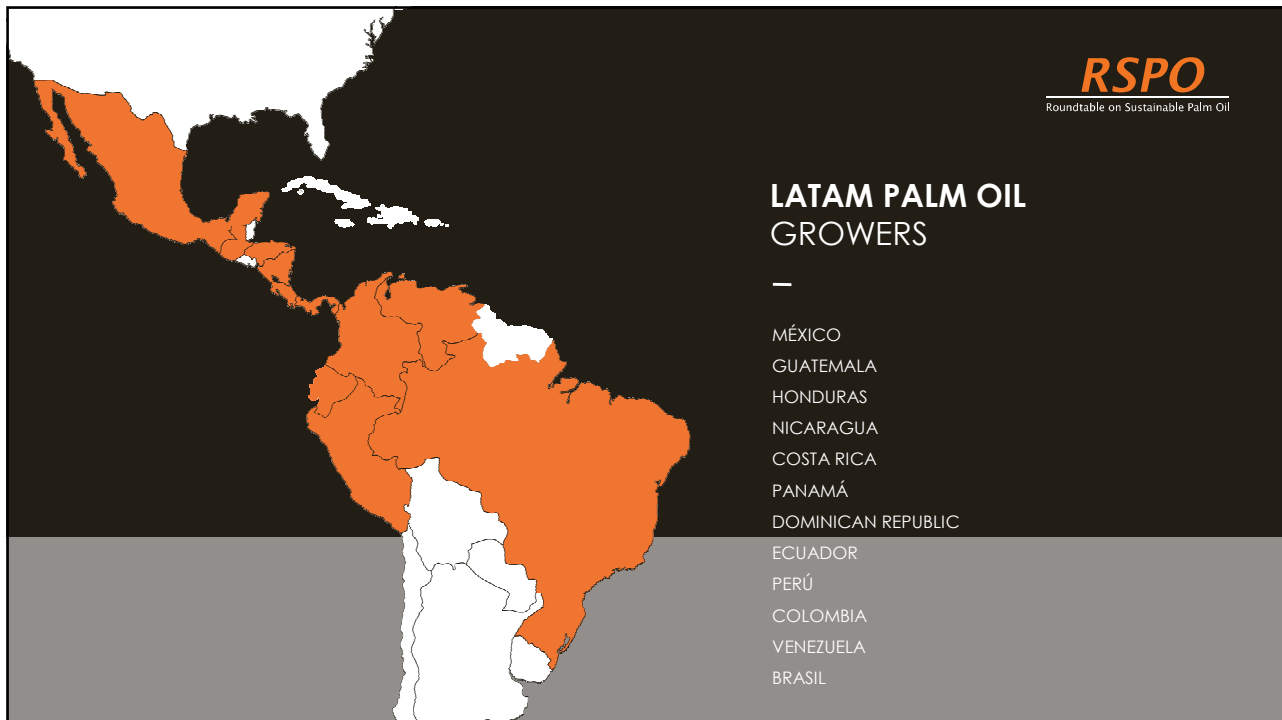 RSPO
Roundtable on Sustainable Palm Oil
LATAM PALM OIL
GROWERS
—
MÉXICO
GUATEMALA
HONDURAS
NICARAGUA
COSTA RICA
PANAMÁ
DOMINICAN REPUBLIC
ECUADOR
PERÚ
COLOMBIA
VENEZUELA
BRASIL